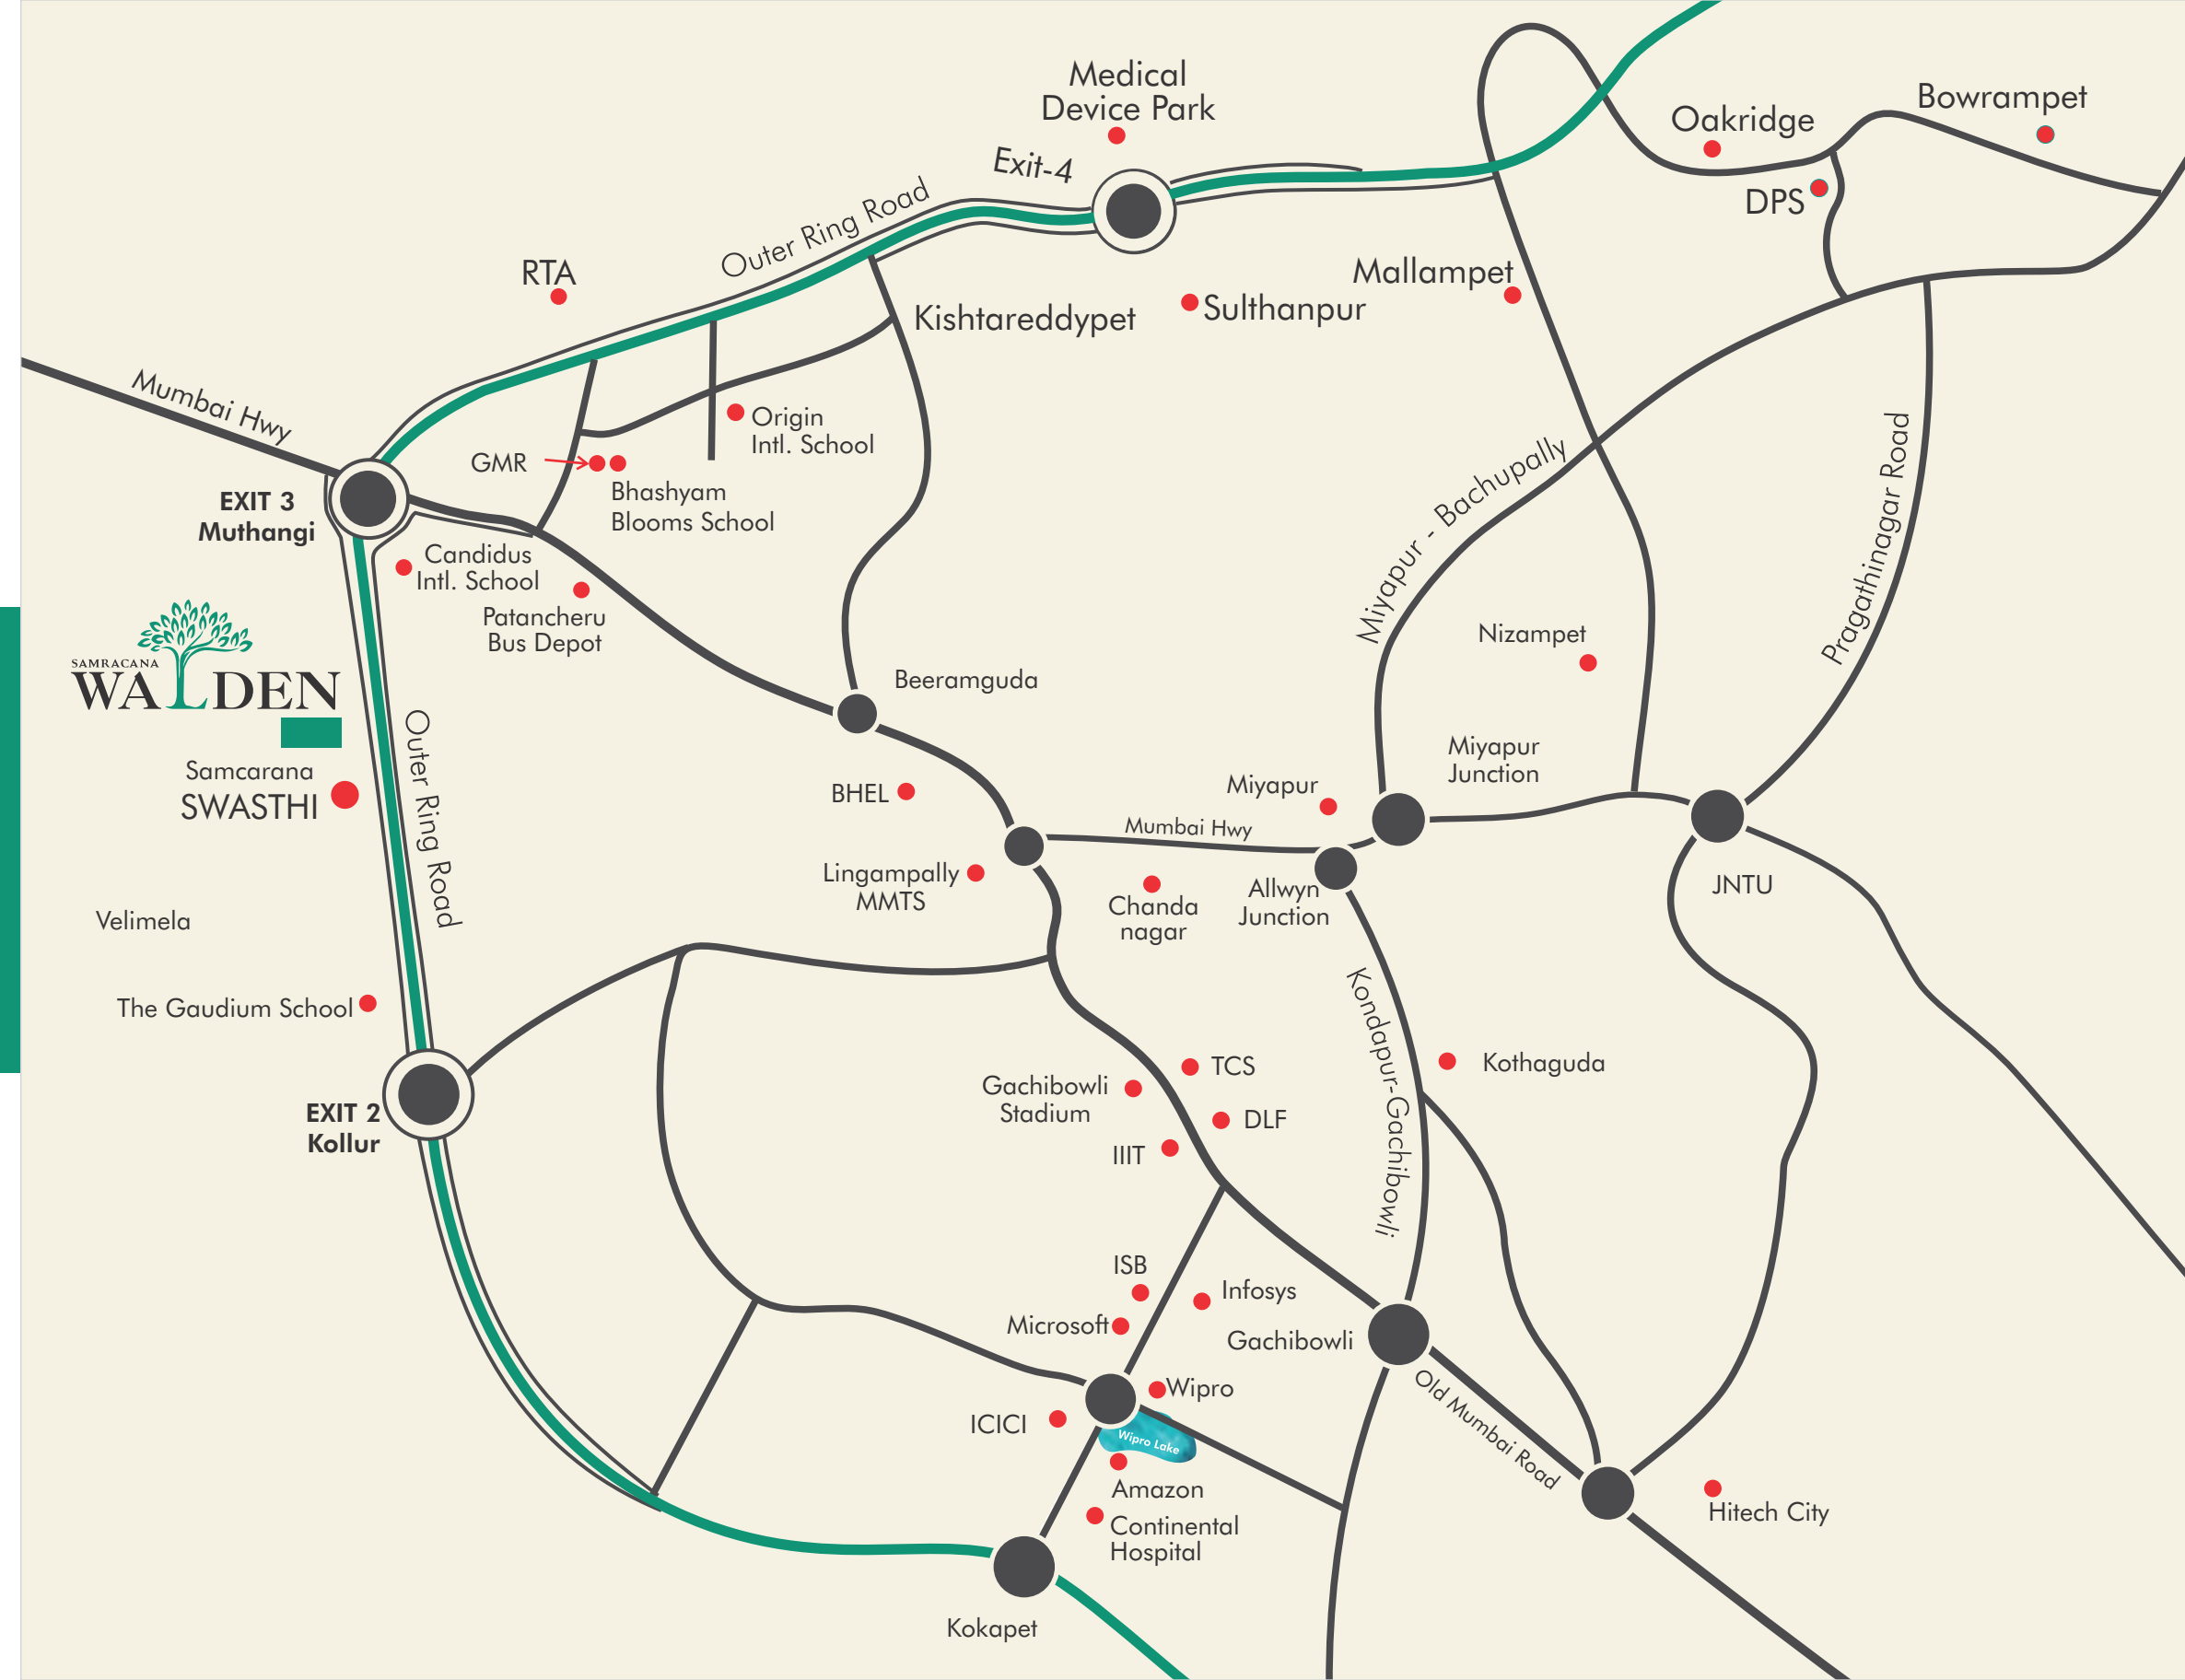 Medical
Device Park
Exit-4
Bowrampet
Oakridge
DPS
Outer Ring Road
RTA
Mallampet
Sulthanpur
Kishtareddypet
Mumbai Hwy
Origin
Intl. School
GMR
Bhashyam
Blooms School
EXIT 3
Muthangi
Miyapur - Bachupally
Pragathinagar Road
Candidus
Intl. School
Patancheru
Bus Depot
Nizampet
SAMRACANA
WALDEN
Beeramguda
Outer Ring Road
Miyapur
Junction
Samcarana
SWASTHI
BHEL
Miyapur
Mumbai Hwy
Lingampally
MMTS
Chanda
nagar
Allwyn
Junction
JNTU
Velimela
The Gaudium School
Kondapur-Gachibowli
TCS
Kothaguda
Gachibowli
Stadium
DLF
EXIT 2
Kollur
IIIT
ISB
Infosys
Microsoft
Gachibowli
Wipro
Old Mumbai Road
ICICI
Wipro Lake
Amazon
Continental
Hospital
Hitech City
Kokapet